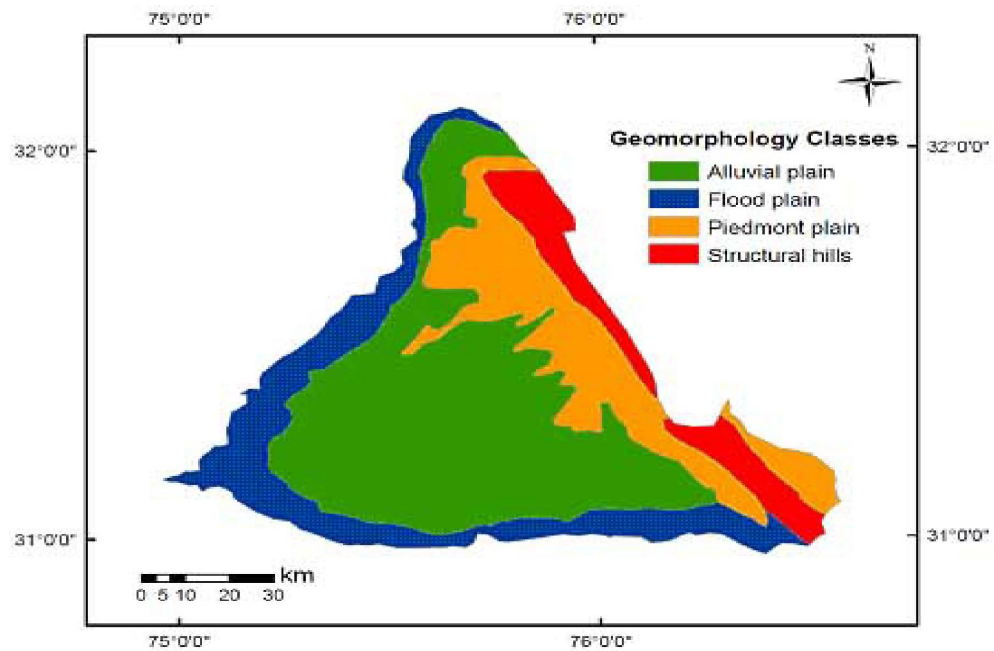 75°0'0"
76°0'0"
N
32°0'0"
32°0'0"
Geomorphology Classes
Alluvial plain
Flood plain
Piedmont plain
Structural hills
31°0'0"
31°0'0"
km
0 5 10 20 30
75°0'0"
76°0'0"